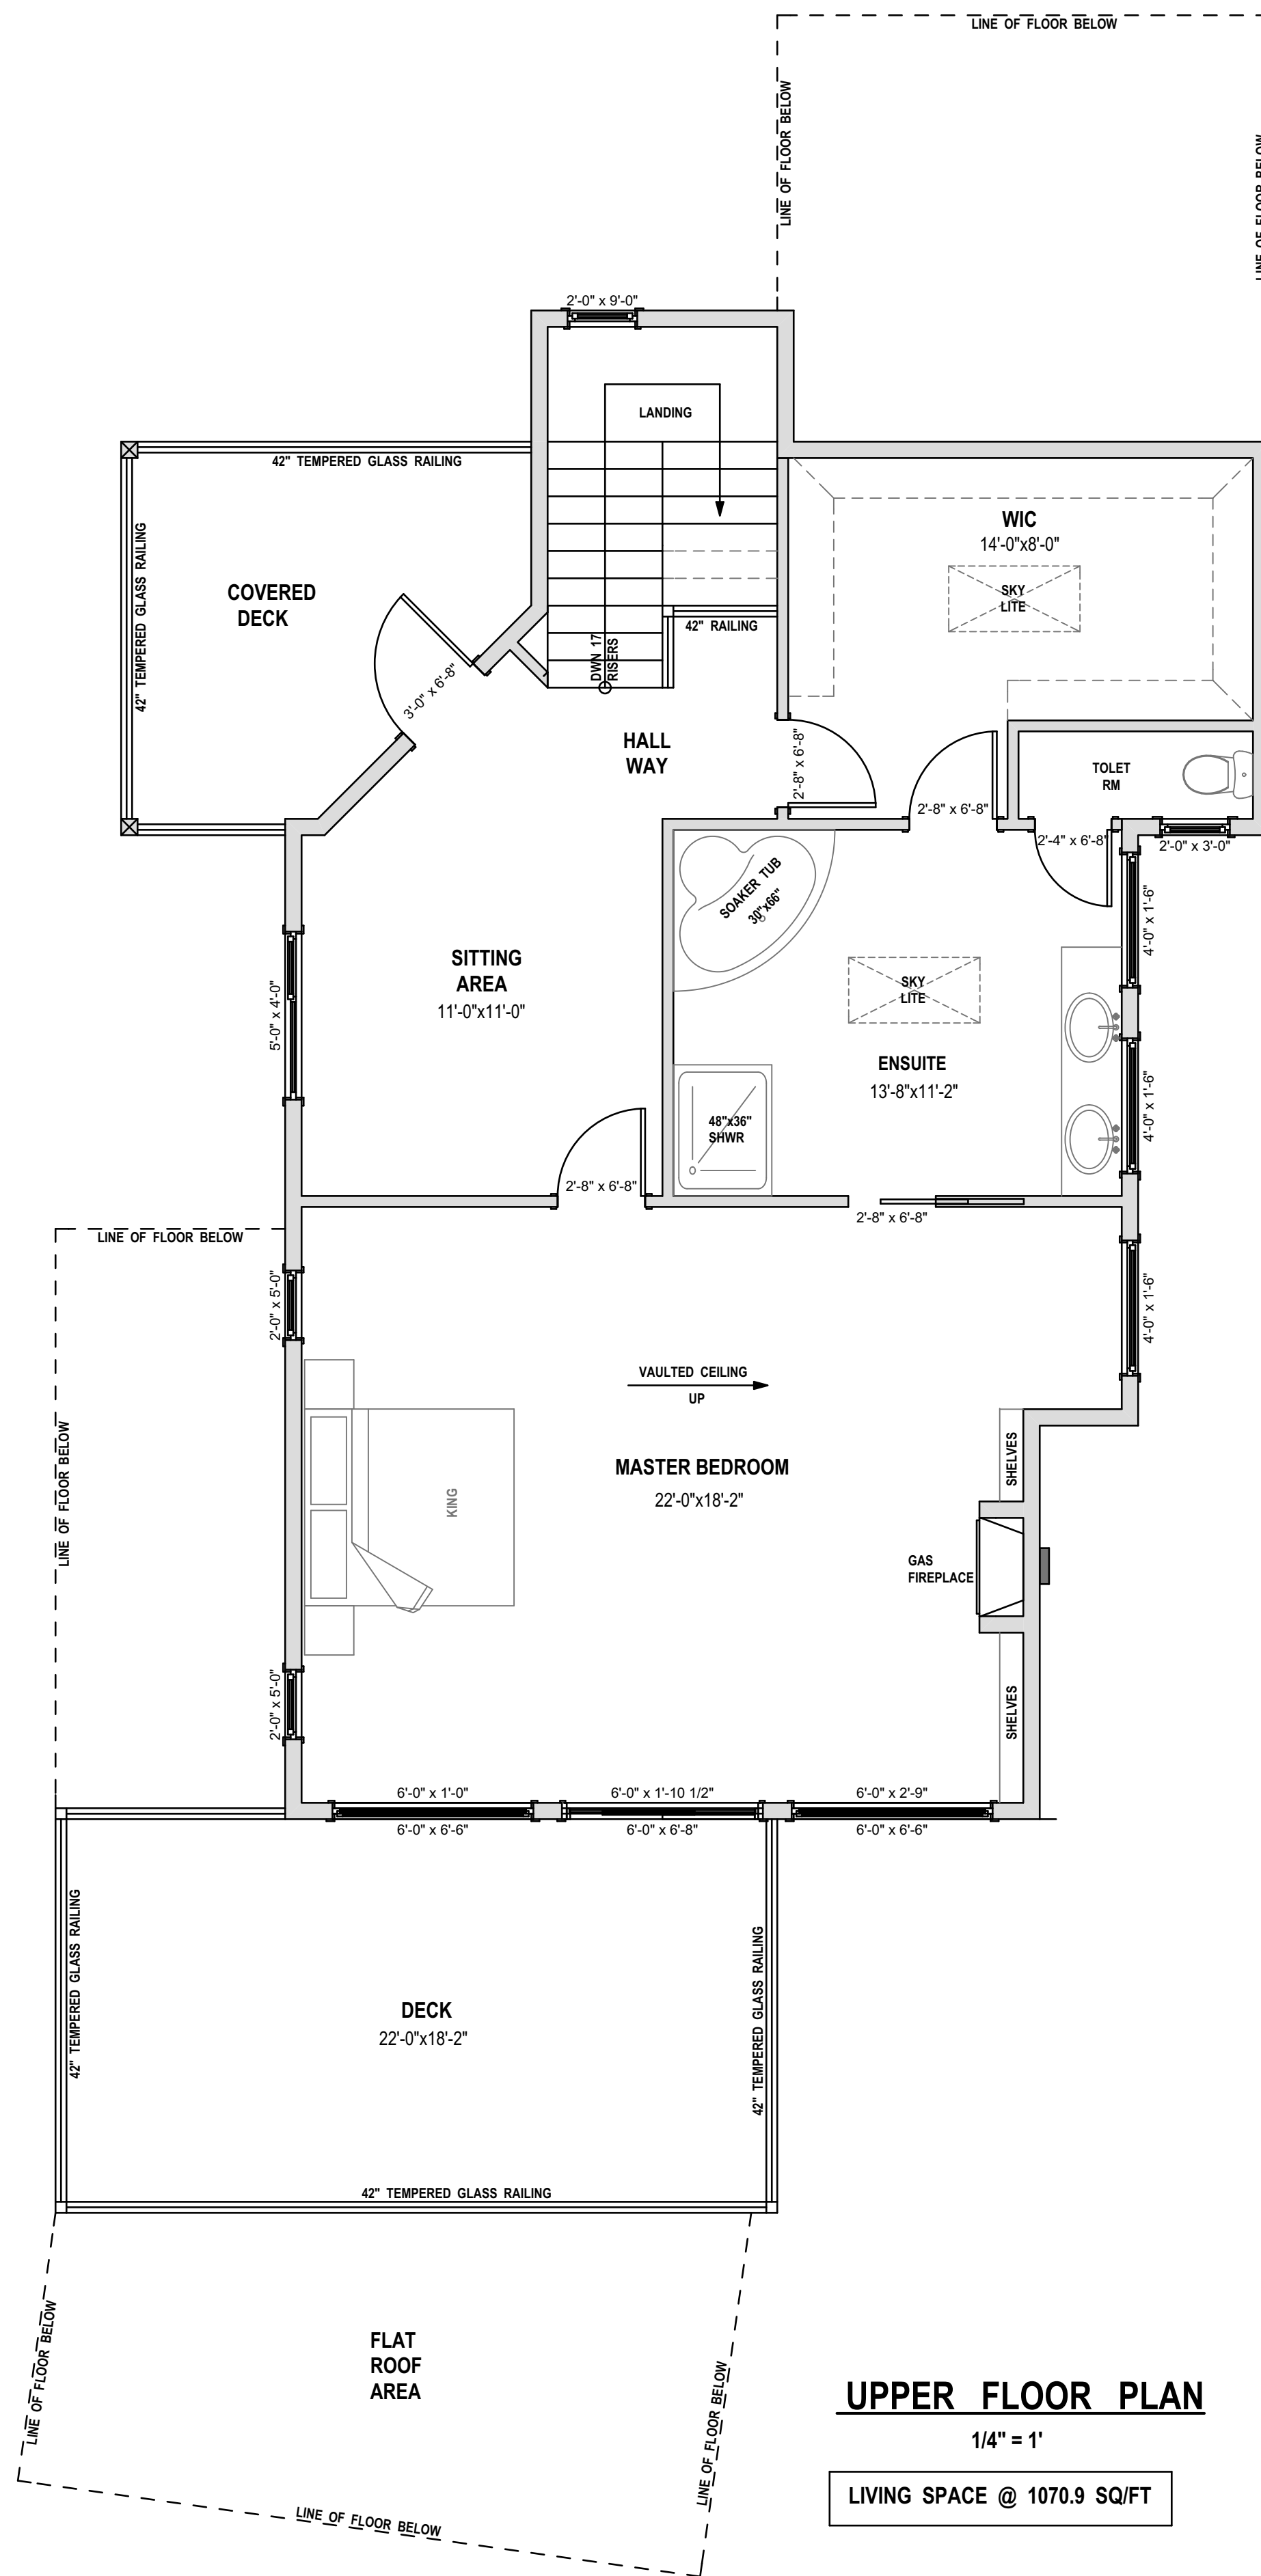 LINE OF FLOOR BELOW
LINE OF FLOOR BELOW
LINE OF FLOOR BELOW
2'-0" x 9'-0"
LANDING
42" TEMPERED GLASS RAILING
42" TEMPERED GLASS RAILING
COVERED
DECK
3'-0" x 6'-8"
DWN 17
RISERS
42" RAILING
WIC
14'-0"x8'-0"
SKY
LITE
HALL
WAY
2'-8" x 6'-8"
2'-8" x 6'-8"
TOLET
RM
2'-4" x 6'-8"
2'-0" x 3'-0"
SOAKER TUB
30"x66"
4'-0" x 1'-6"
SITTING
AREA
11'-0"x11'-0"
5'-0" x 4'-0"
SKY
LITE
ENSUITE
13'-8"x11'-2"
4'-0" x 1'-6"
48"x36"
SHWR
2'-8" x 6'-8"
2'-8" x 6'-8"
LINE OF FLOOR BELOW
LINE OF FLOOR BELOW
2'-0" x 5'-0"
4'-0" x 1'-6"
VAULTED CEILING
UP
MASTER BEDROOM
22'-0"x18'-2"
KING
SHELVES
GAS
FIREPLACE
SHELVES
2'-0" x 5'-0"
6'-0" x 1'-0"
6'-0" x 1'-10 1/2"
6'-0" x 2'-9"
6'-0" x 6'-6"
6'-0" x 6'-8"
6'-0" x 6'-6"
42" TEMPERED GLASS RAILING
42" TEMPERED GLASS RAILING
DECK
22'-0"x18'-2"
42" TEMPERED GLASS RAILING
LINE OF FLOOR BELOW
FLAT
ROOF
AREA
LINE OF FLOOR BELOW
LINE OF FLOOR BELOW
UPPER FLOOR PLAN
1/4" = 1'
LIVING SPACE @ 1070.9 SQ/FT